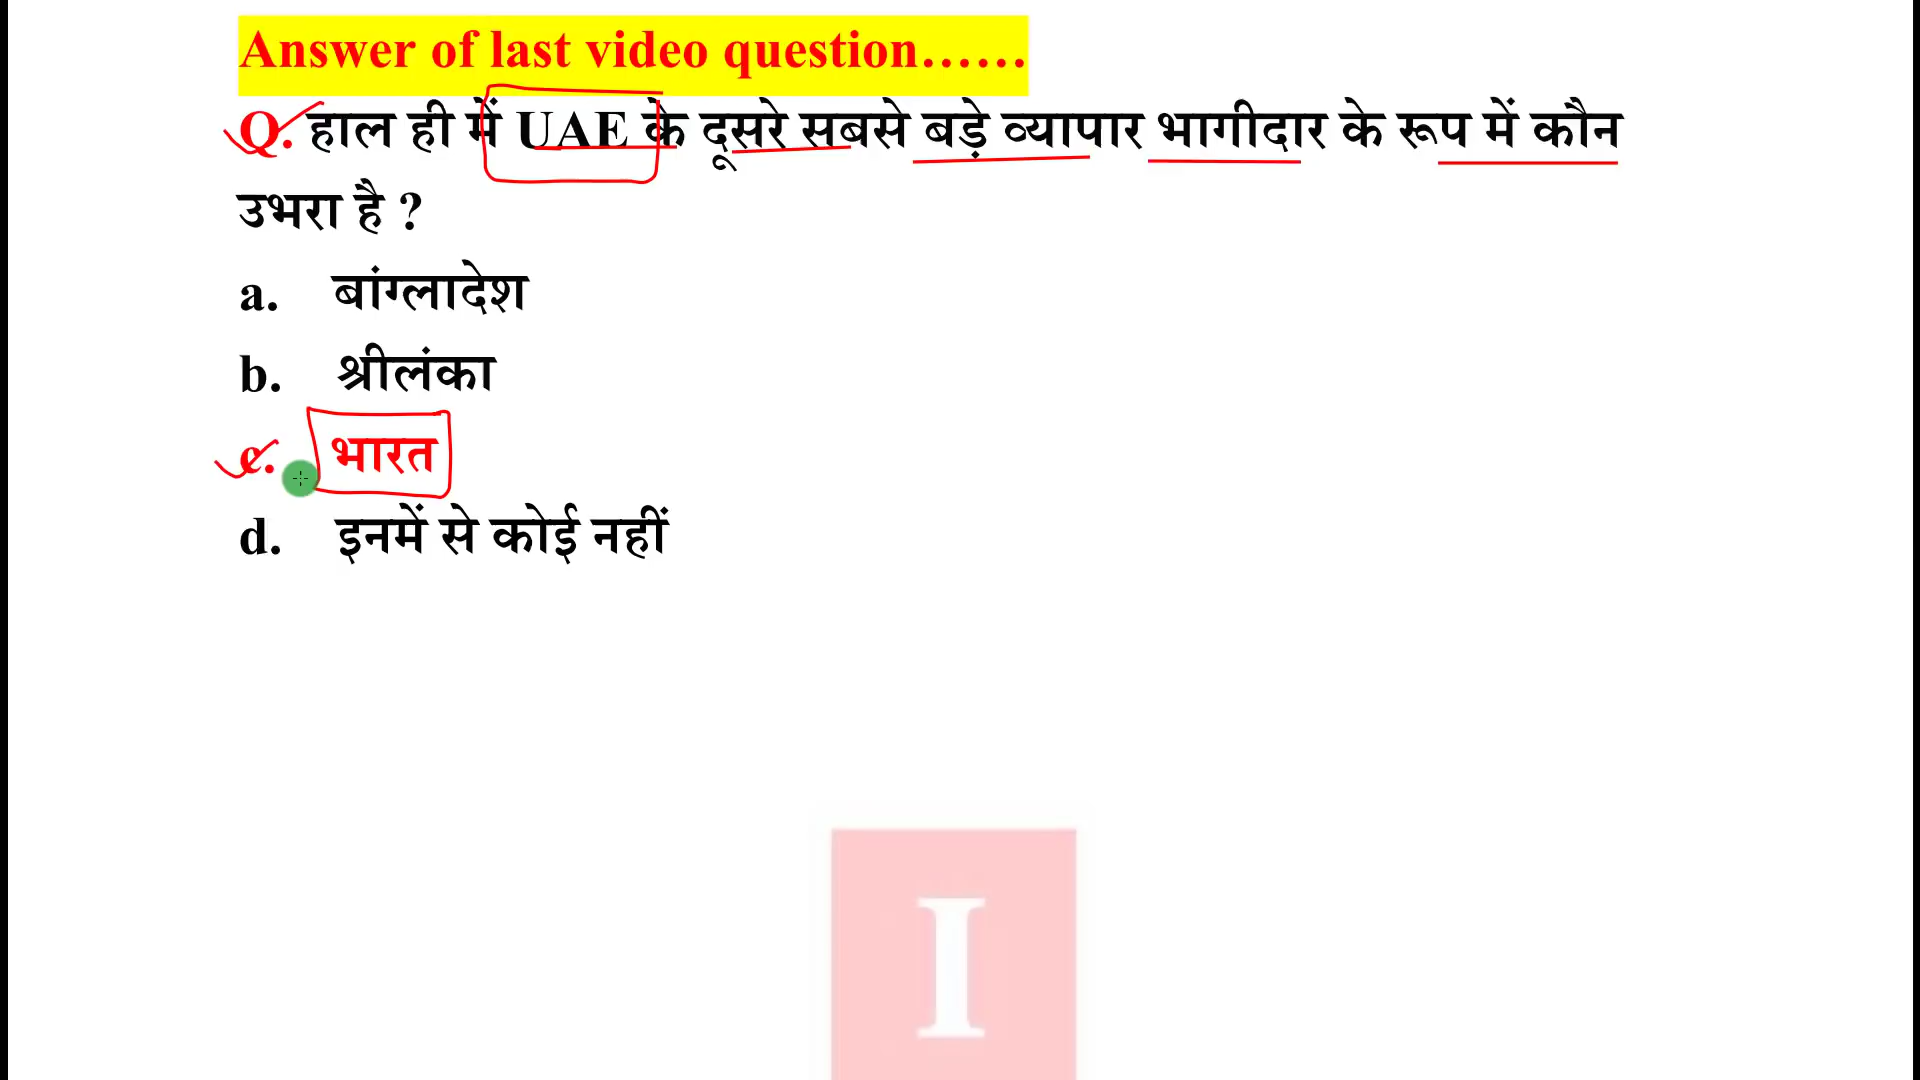 Answer of last video question……
Q. हाल ही में UAE के दूसरे सबसे बड़े व्यापार भागीदार के रूप में कौन
उभरा है ?
a. बांग्लादेश
b. श्रीलंका
c. भारत
d. इनमें से कोई नहीं
I